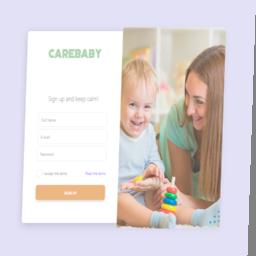 CAREBABY
Sign up and keep calm!
Full Name
E-mail
Password
I accept the terms Read the terms
SIGN UP